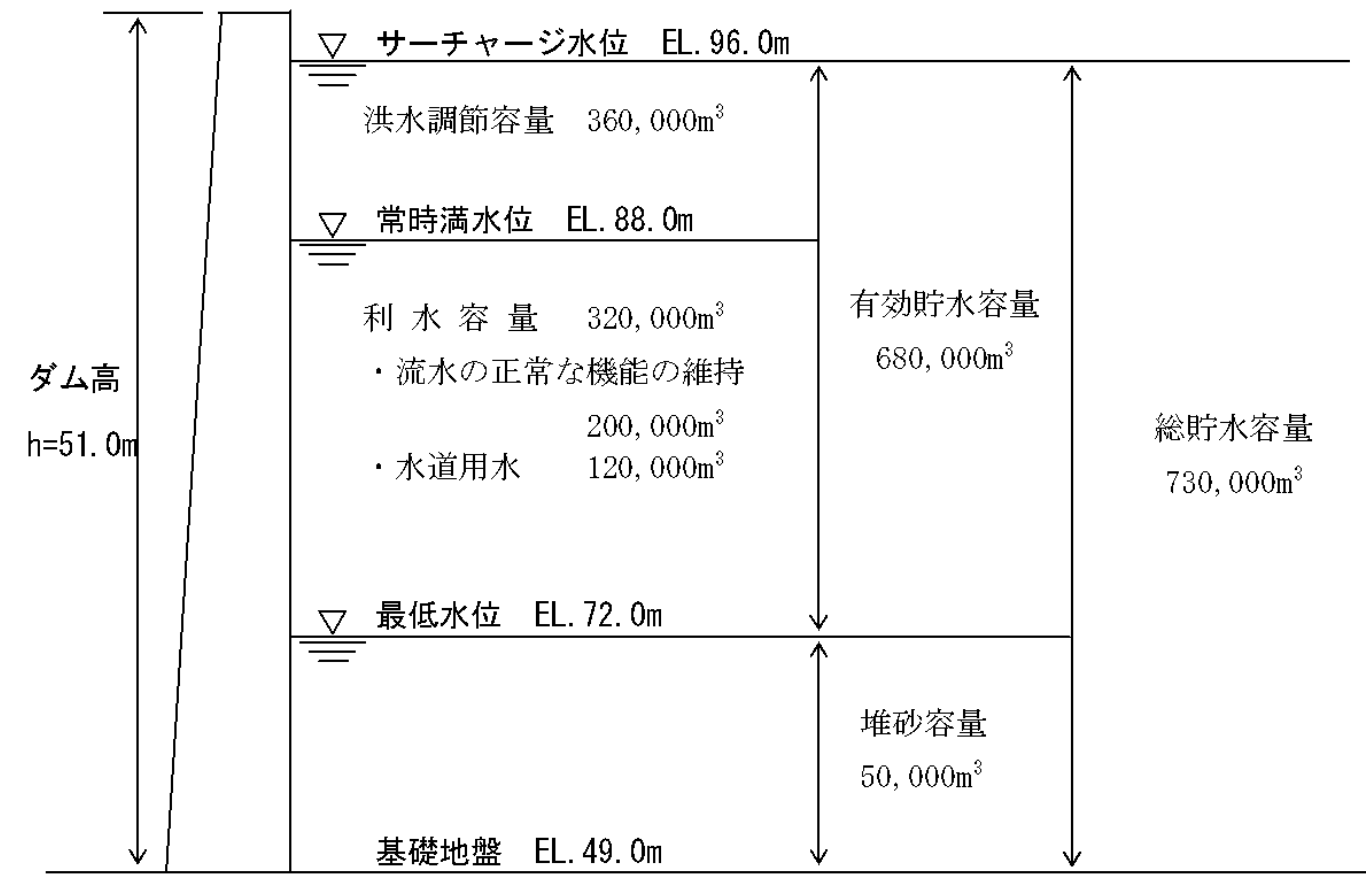 サーチャージ水位 EL.96.0m
洪水調節容量 360,000m³
常時満水位 EL.88.0m
利水容量 320,000m³
・流水の正常な機能の維持
200,000m³
・水道用水 120,000m³
有効貯水容量
680,000m³
ダム高
h=51.0m
総貯水容量
730,000m³
最低水位 EL.72.0m
堆砂容量
50,000m³
基礎地盤 EL.49.0m